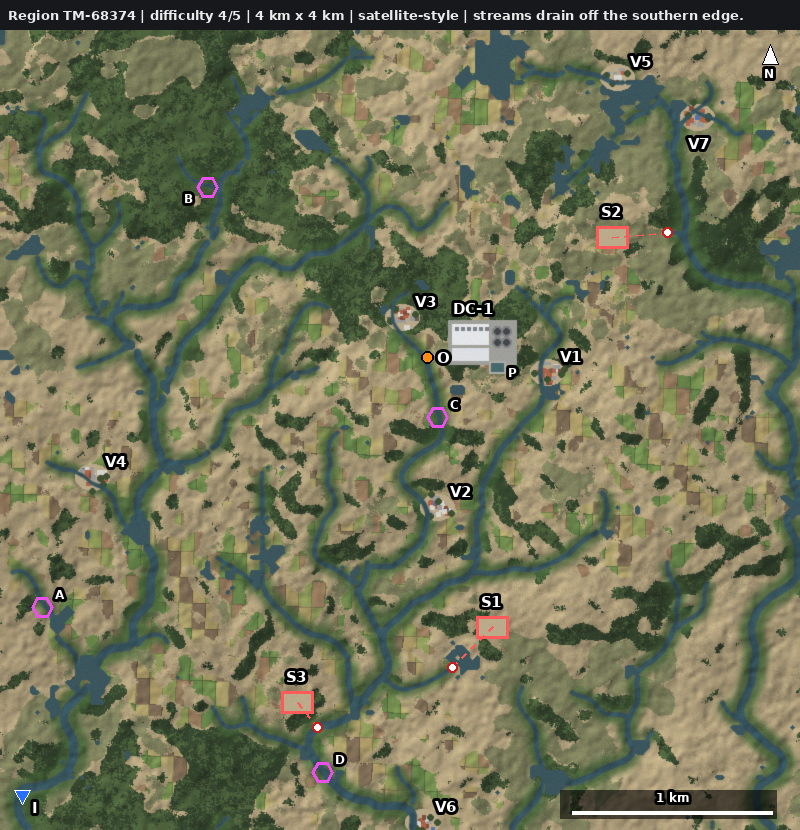 Region TM-68374 | difficulty 4/5 | 4 km x 4 km | satellite-style | streams drain off the southern edge.
V5
N
V7
B
S2
V3
DC-1
O
P
V1
C
V4
V2
A
S1
S3
D
I
V6
1 km